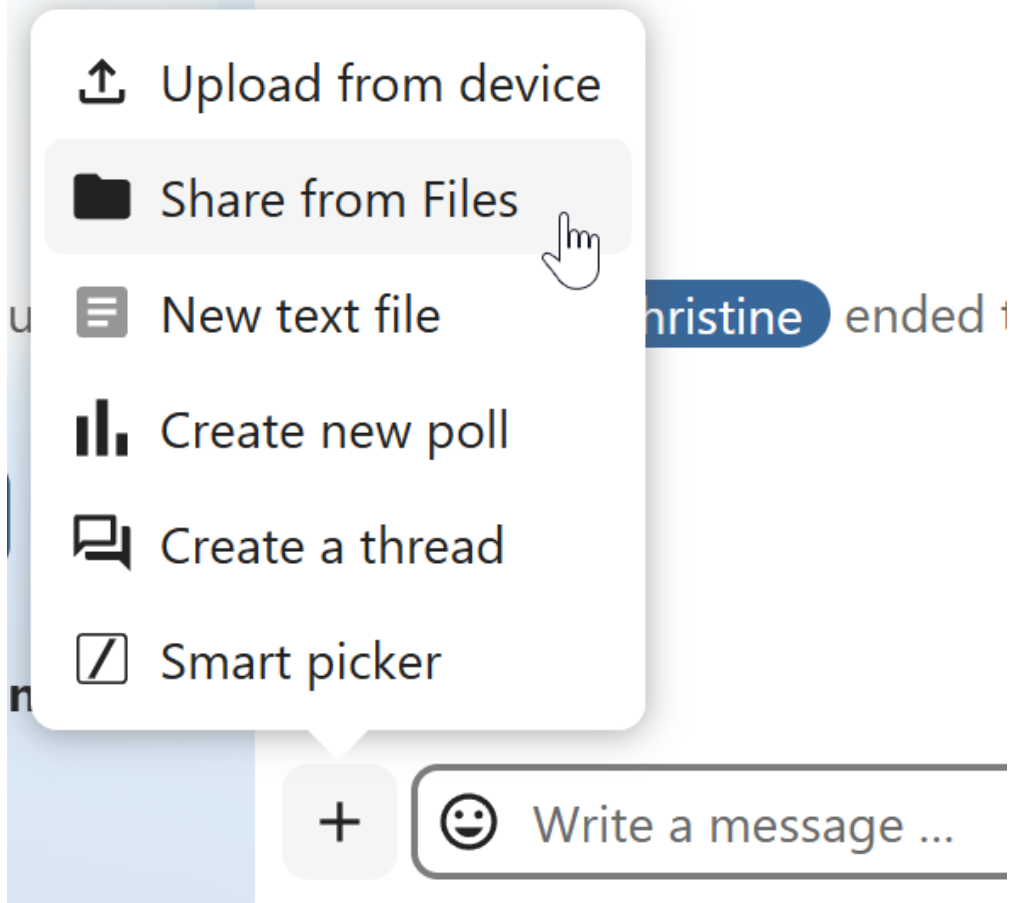 Upload from device
Share from Files
New text file
hristine ended
Create new poll
Create a thread
Smart picker
Write a message ...